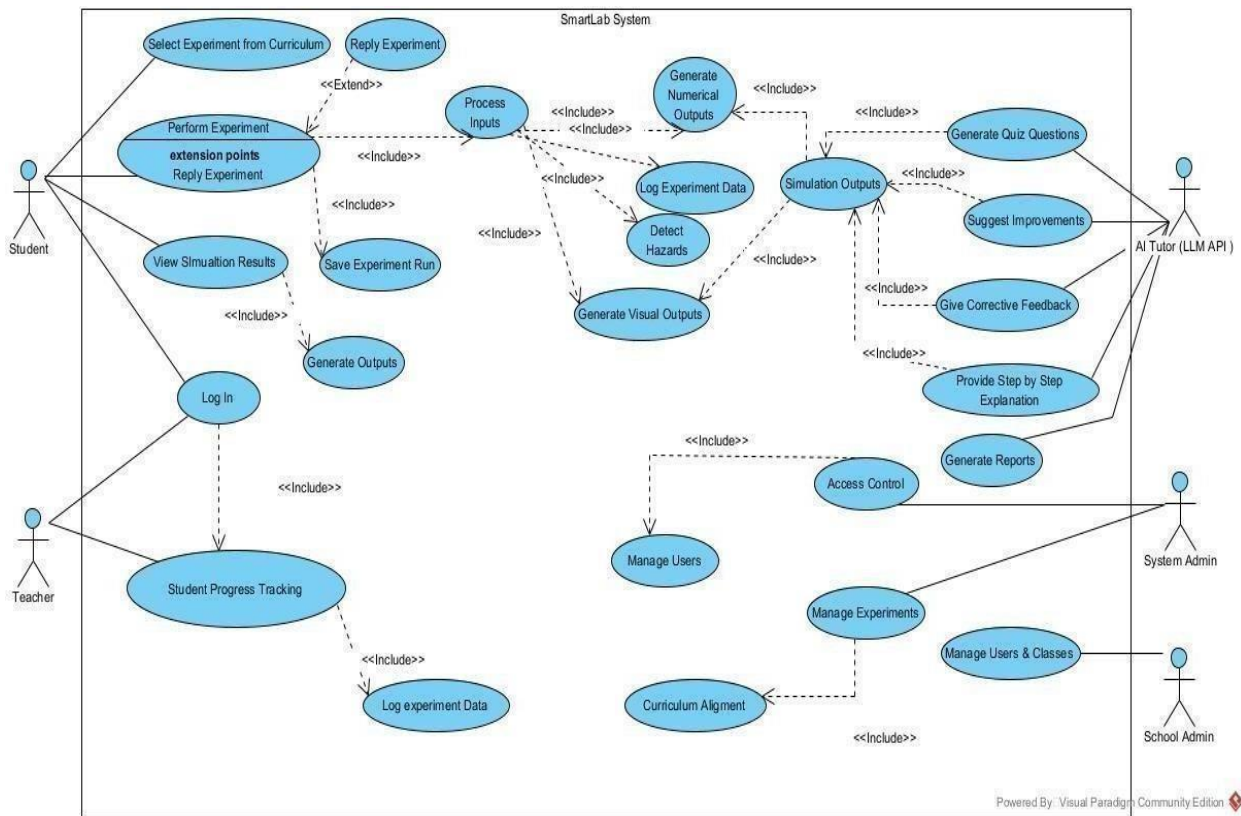 SmartLab System
Select Experiment from Curriculum
Reply Experiment
<<Extend>>
Perform Experiment
extension points
Reply Experiment
<<Include>>
Process
Inputs
<<Include>>
<<Include>>
Generate
Numerical
Outputs
<<Include>>
<<Include>>
Generate Quiz Questions
Student
<<Include>>
Log Experiment Data
<<Include>>
Simulation Outputs
<<Include>>
Suggest Improvements
AI Tutor (LLM API )
Detect
Hazards
<<Include>>
<<Include>>
View SImualtion Results
Save Experiment Run
<<Include>>
Give Corrective Feedback
<<Include>>
Generate Visual Outputs
Generate Outputs
<<Include>>
Provide Step by Step
Explanation
Log In
<<Include>>
Generate Reports
<<Include>>
Access Control
Manage Users
System Admin
Teacher
Student Progress Tracking
Manage Experiments
<<Include>>
Manage Users & Classes
Log experiment Data
Curriculum Aligment
<<Include>>
School Admin
Powered By Visual Paradigm Community Edition